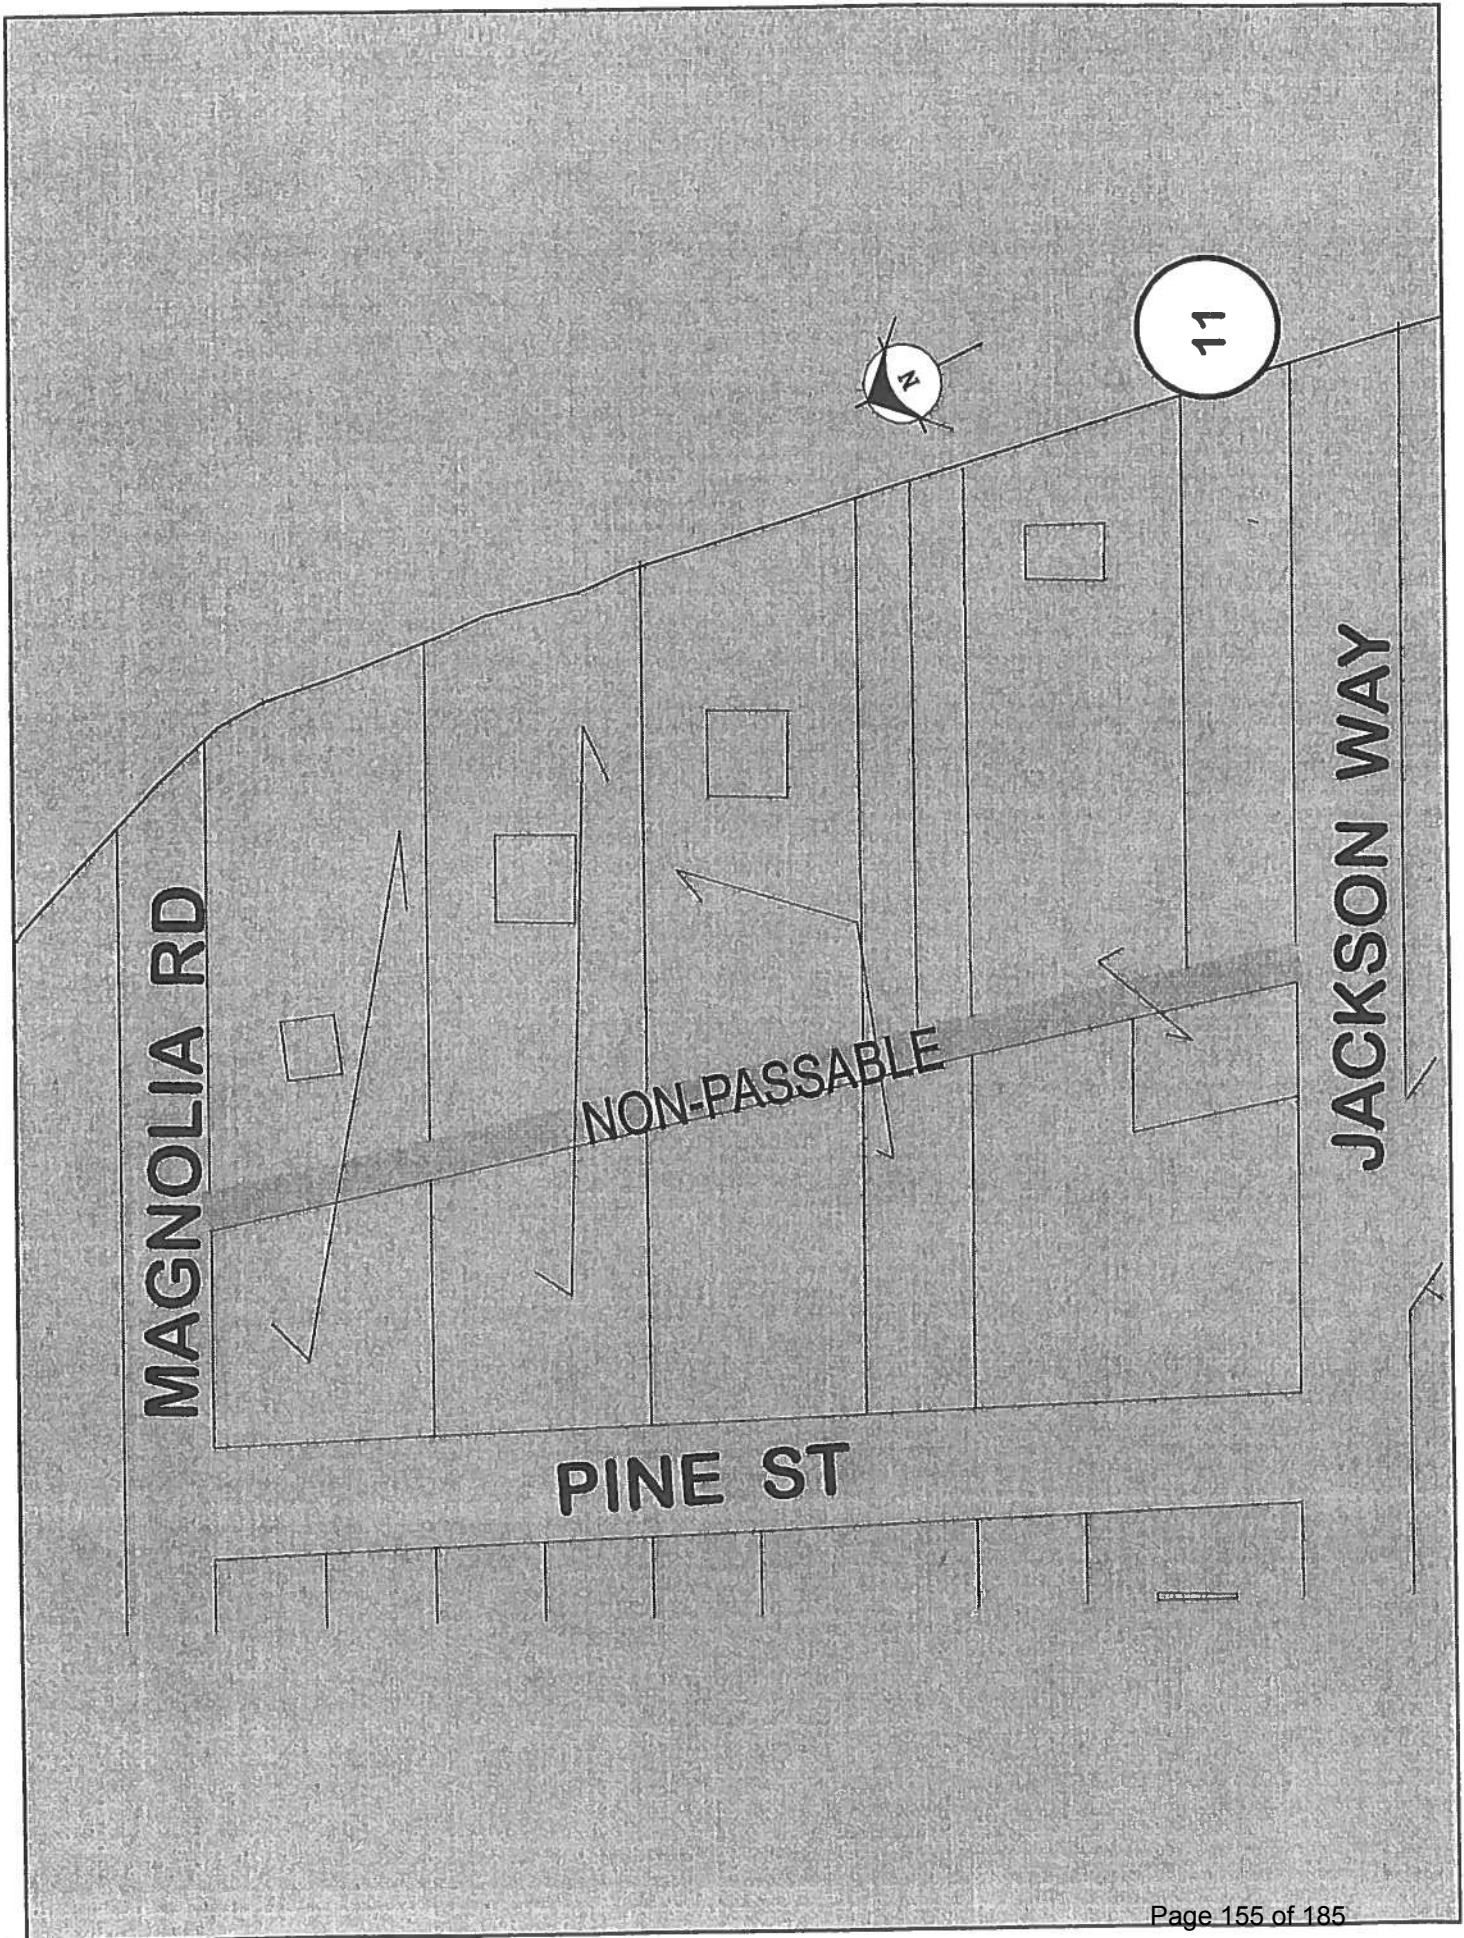 11
N
JACKSON WAY
MAGNOLIA RD
NON-PASSABLE
PINE ST
Page 155 of 185